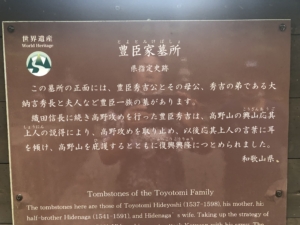 世界遺産
World Heritage
とよとみけぼしょ
豊臣家墓所
県指定史跡
この墓所の正面には、豊臣秀吉公とその母公、秀吉の弟である大
納言秀長と夫人など豊臣一族の墓があります。
織田信長に続き高野攻めを行った豊臣秀吉は、高野山の興山応其
上人の説得により、高野攻めを取り止め、以後応其上人の言葉に耳
を傾け、高野山を庇護するとともに復興興隆につとめられました。
和歌山県
Tombstones of the Toyotomi Family
The tombstones here are those of Toyotomi Hideyoshi (1537-1598), his mother, his
half-brother Hidenaga (1541-1591) and Hidenaga's wife. Taking up the strategy of